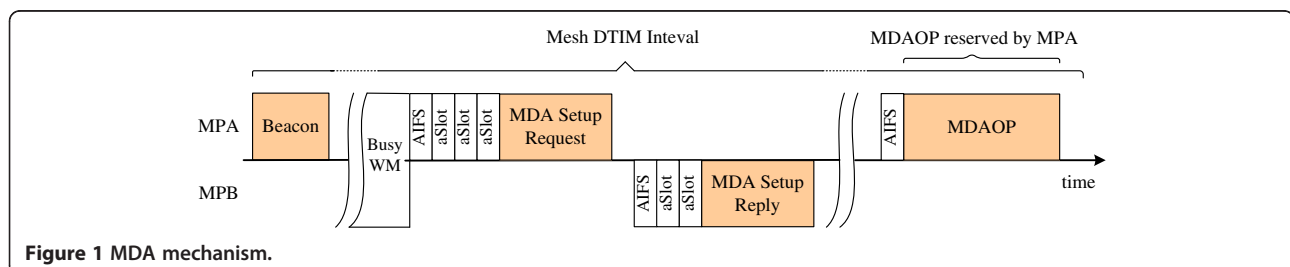 Mesh DTIM Inteval
MDAOP reserved by MPA
MPA
Beacon
Busy
WM
AIFS
aSlot
aSlot
aSlot
MDA Setup
Request
AIFS
MDAOP
MPB
AIFS
aSlot
aSlot
MDA Setup
Reply
time
Figure 1 MDA mechanism.